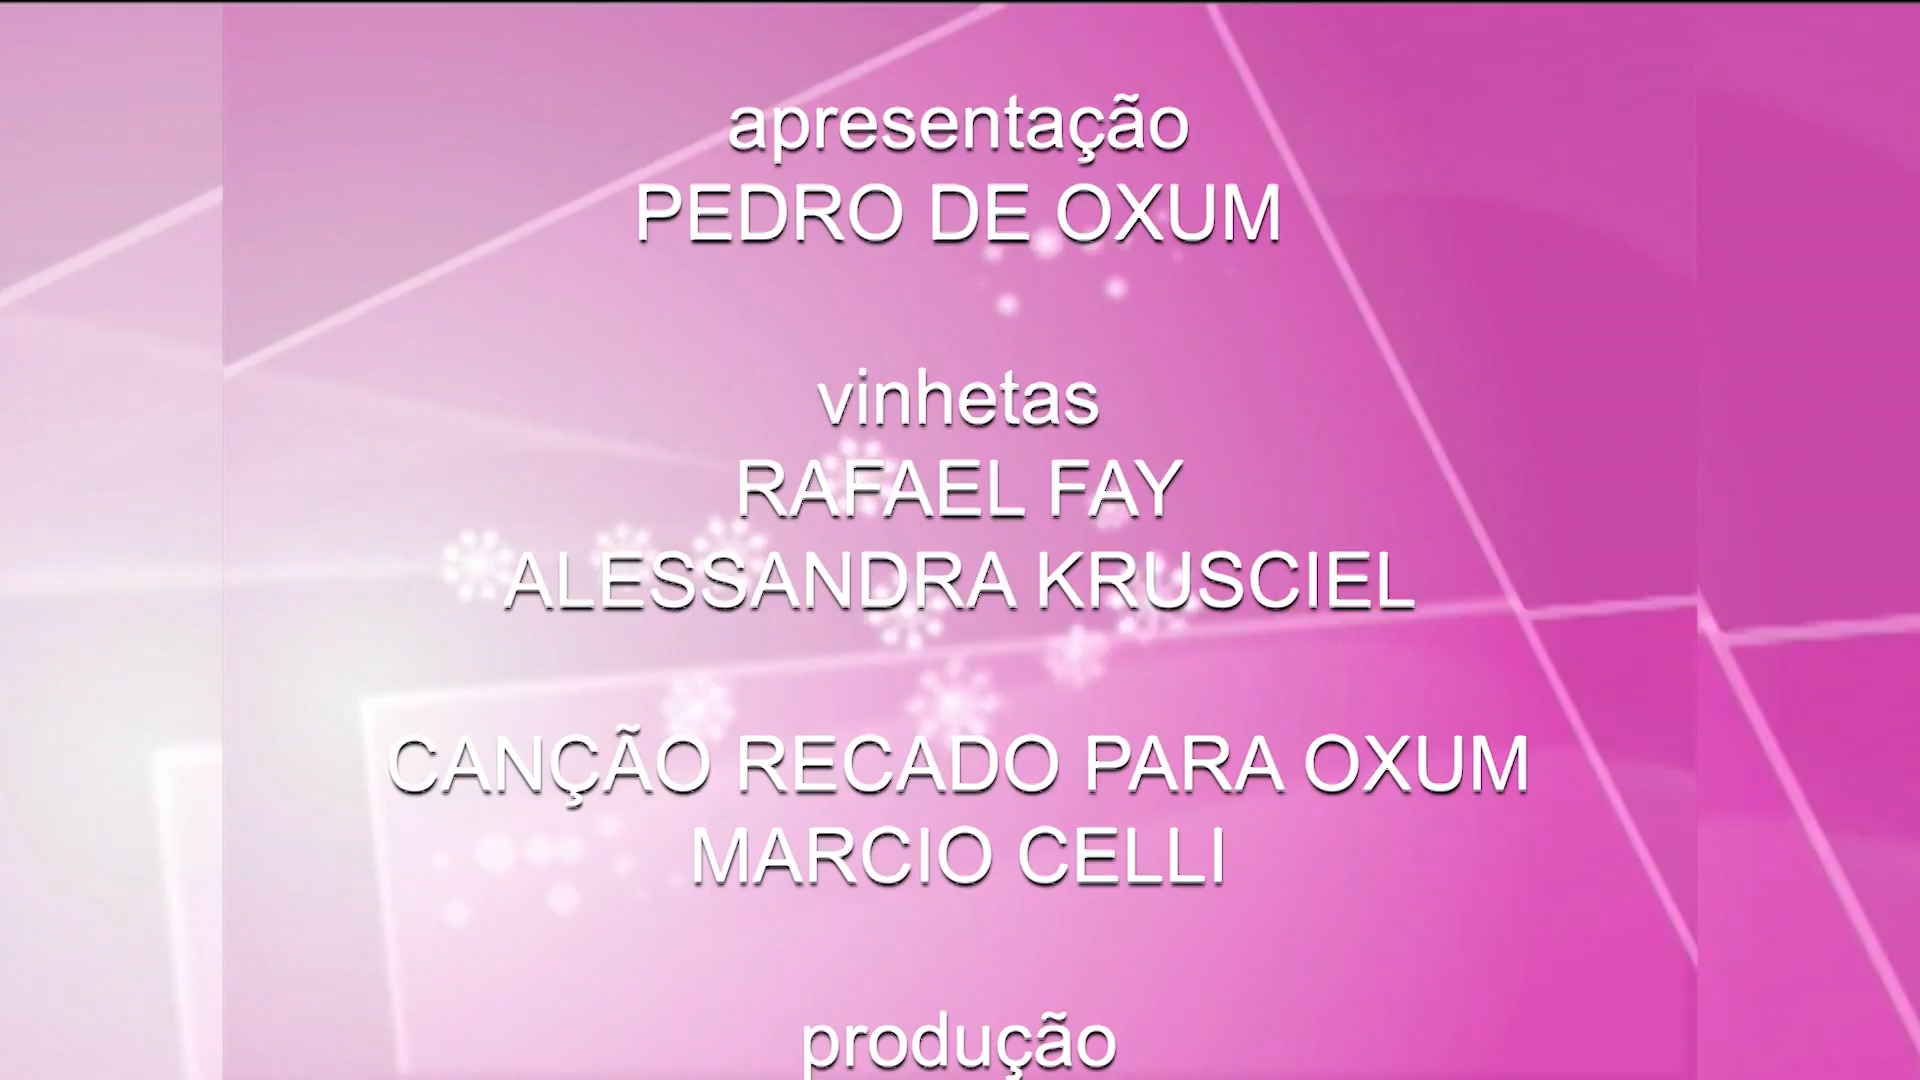 apresentação
PEDRO DE OXUM
vinhetas
RAFAEL FAY
ALESSANDRA KRUSCIEL
CANÇÃO RECADO PARA OXUM
MARCIO CELLI
produção